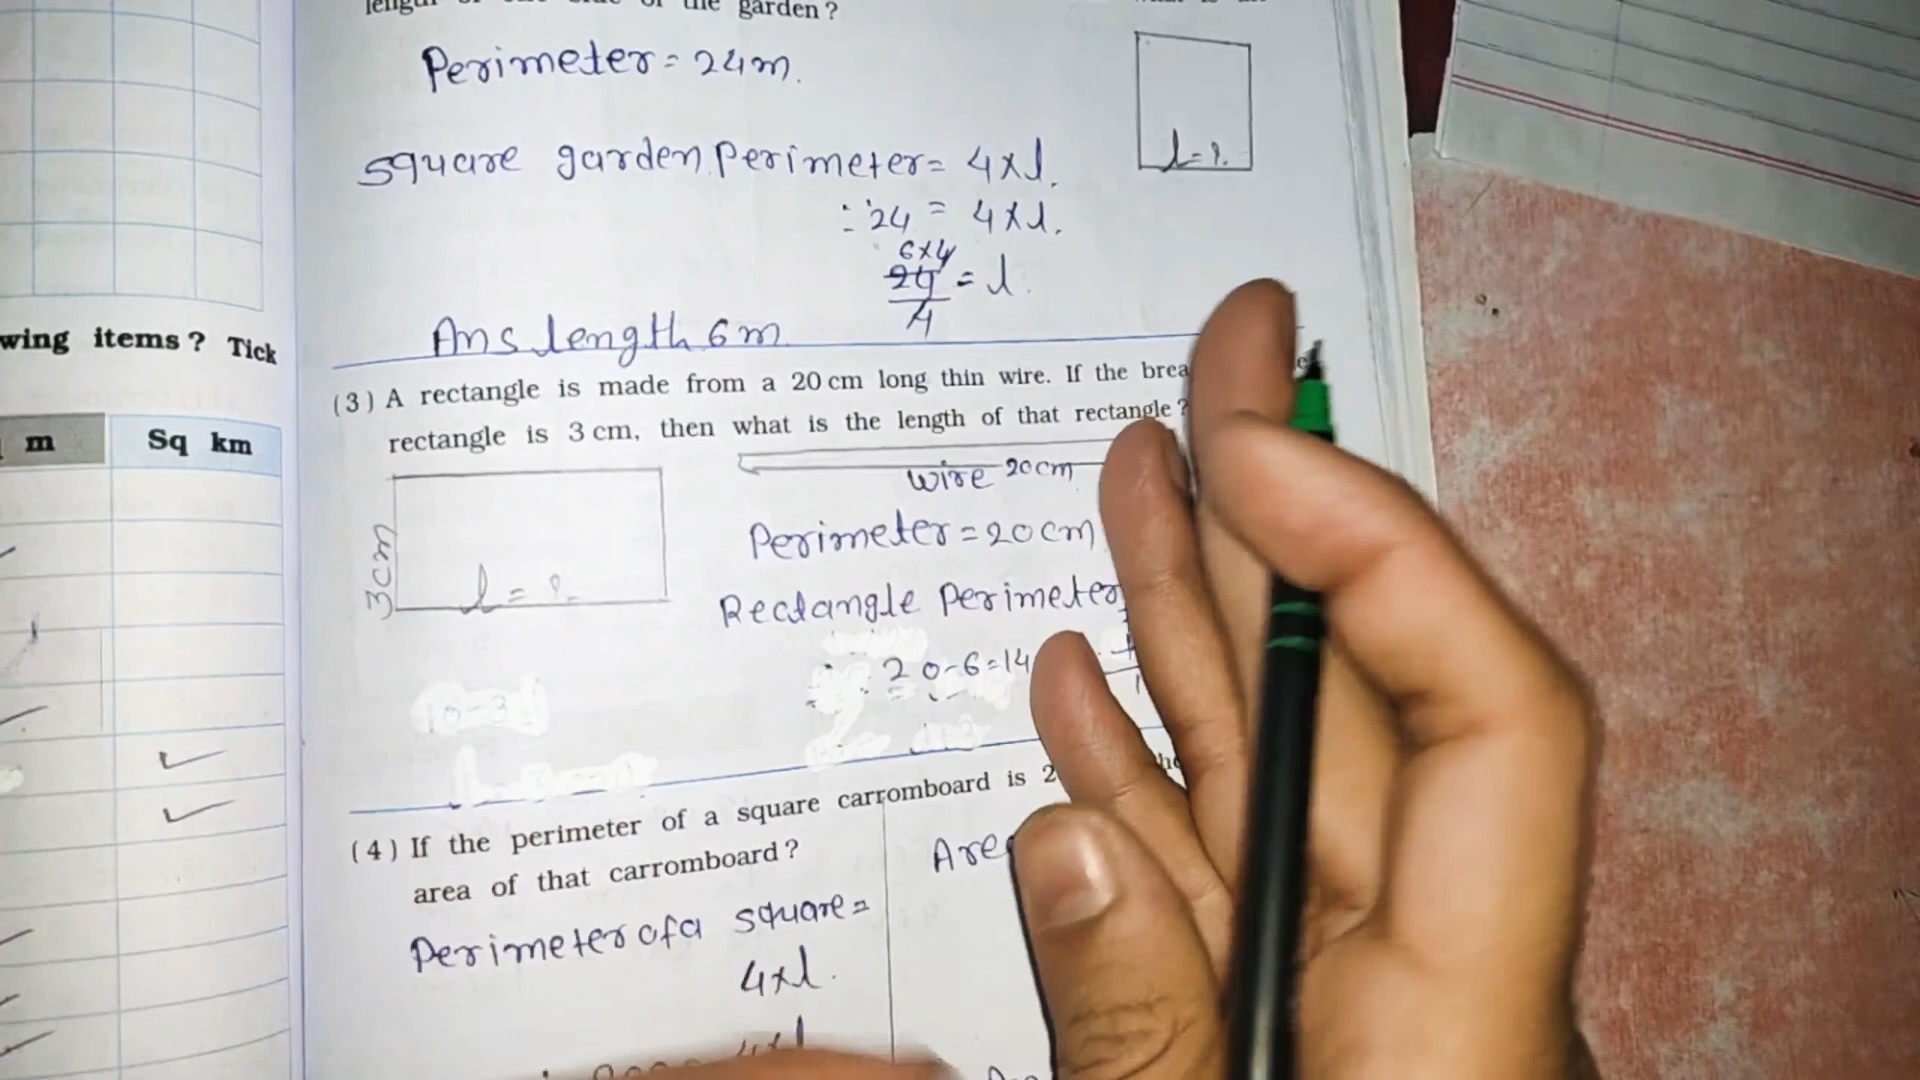 the garden?
Perimeter = 24m.
l=?
square garden Perimeter = 4×l.
∴ 24 = 4×l.
6×4
24 = l
4
Ans length 6m
(3) A rectangle is made from a 20 cm long thin wire. If the
rectangle is 3 cm, then what is the length of that rectangle?
wire 20cm
3cm
l = ?
Perimeter = 20cm
Rectangle Perimeter
20-6=14
(4) If the perimeter of a square carromboard is
area of that carromboard?
Perimeter of a square =
4×l.
wing items? Tick
m
Sq km